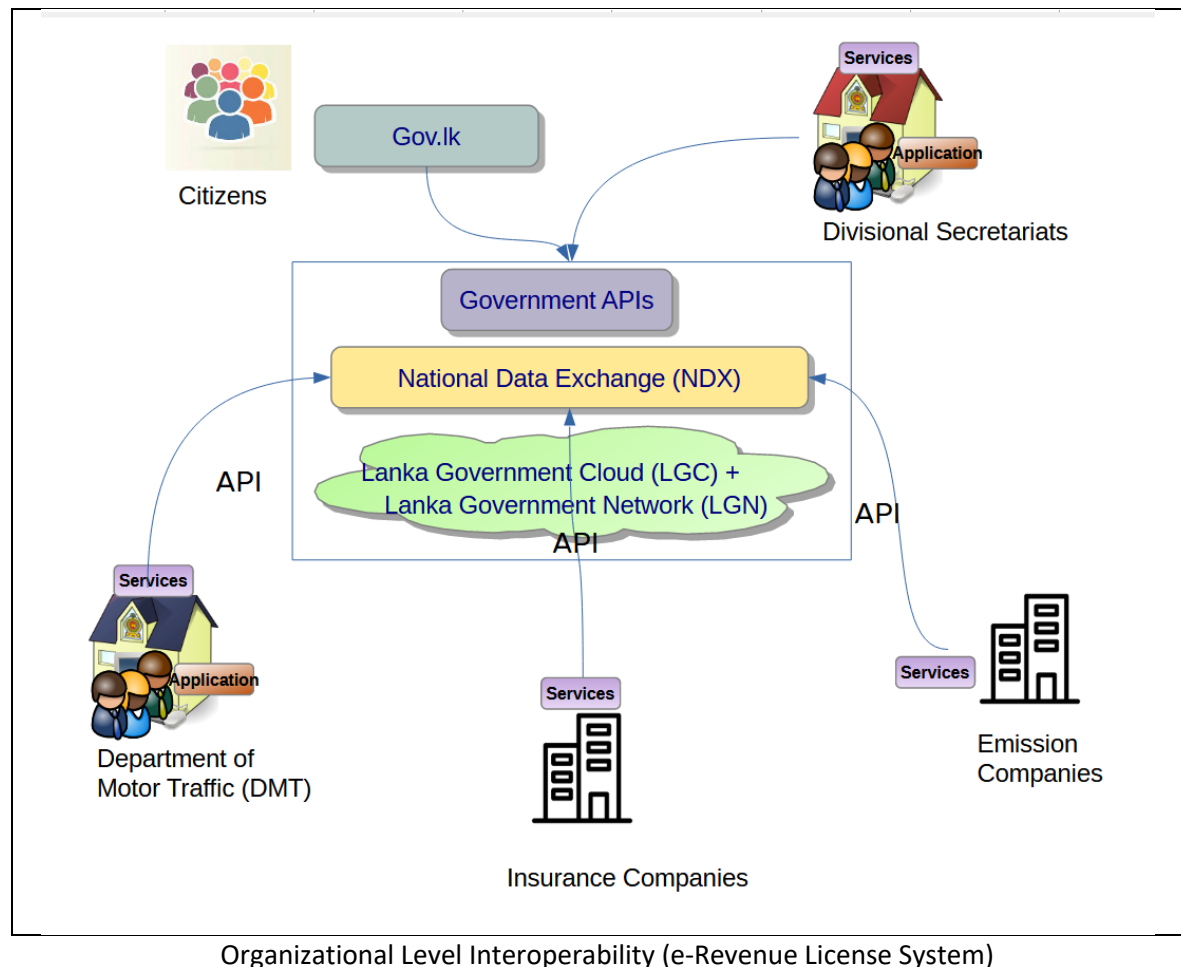 Services
Gov.lk
Application
Citizens
Divisional Secretariats
Government APIs
National Data Exchange (NDX)
Lanka Government Cloud (LGC) +
Lanka Government Network (LGN)
API
API
API
Services
Application
Services
Services
Department of
Motor Traffic (DMT)
Emission
Companies
Insurance Companies
Organizational Level Interoperability (e-Revenue License System)